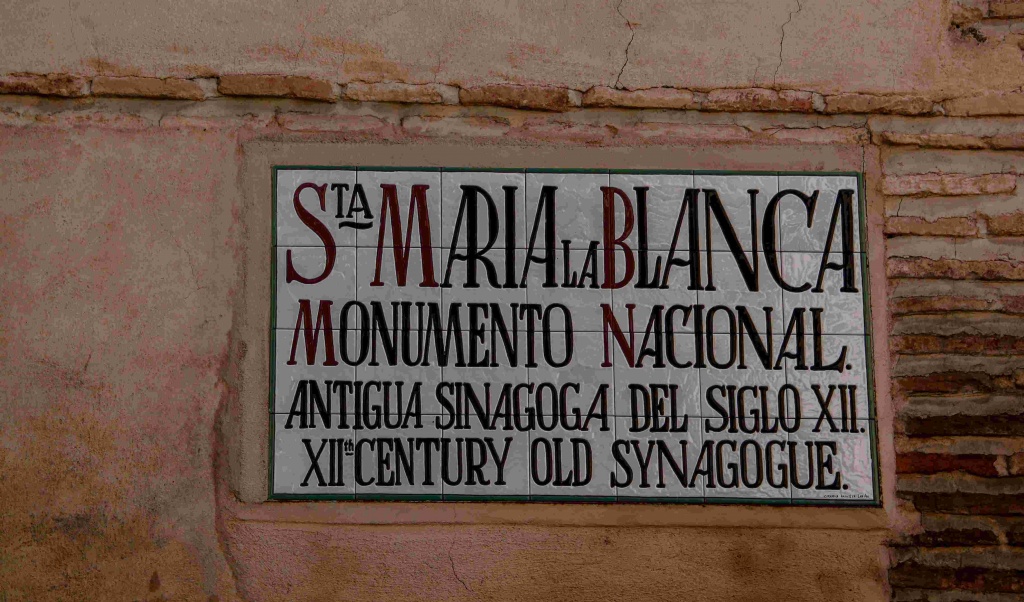 STA MARIA LA BLANCA
MONUMENTO NACIONAL.
ANTIGUA SINAGOGA DEL SIGLO XII.
XIIth CENTURY OLD SYNAGOGUE.